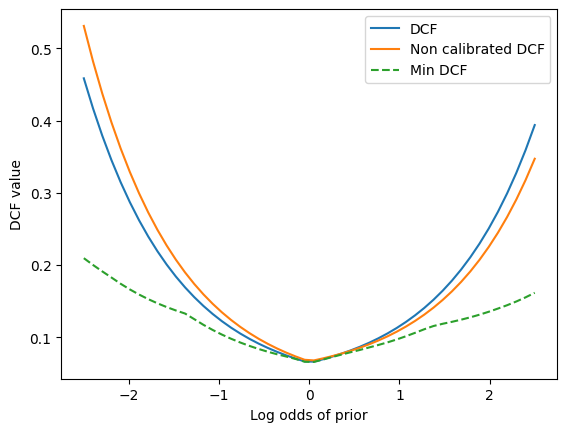 DCF
Non calibrated DCF
Min DCF
0.5
0.4
0.3
0.2
0.1
DCF value
−2
−1
0
1
2
Log odds of prior